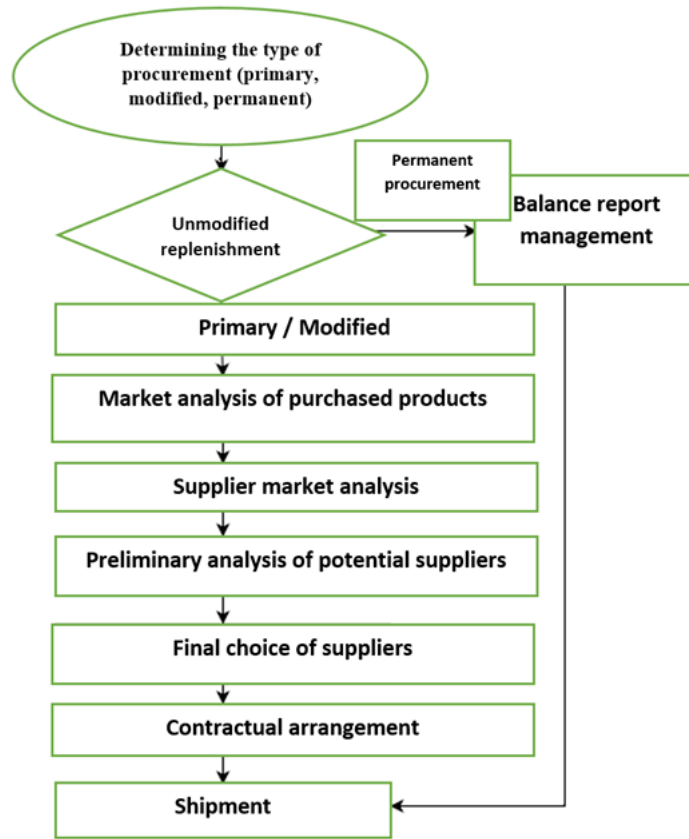 Determining the type of
procurement (primary,
modified, permanent)
Permanent
procurement
Unmodified
replenishment
Balance report
management
Primary / Modified
Market analysis of purchased products
Supplier market analysis
Preliminary analysis of potential suppliers
Final choice of suppliers
Contractual arrangement
Shipment